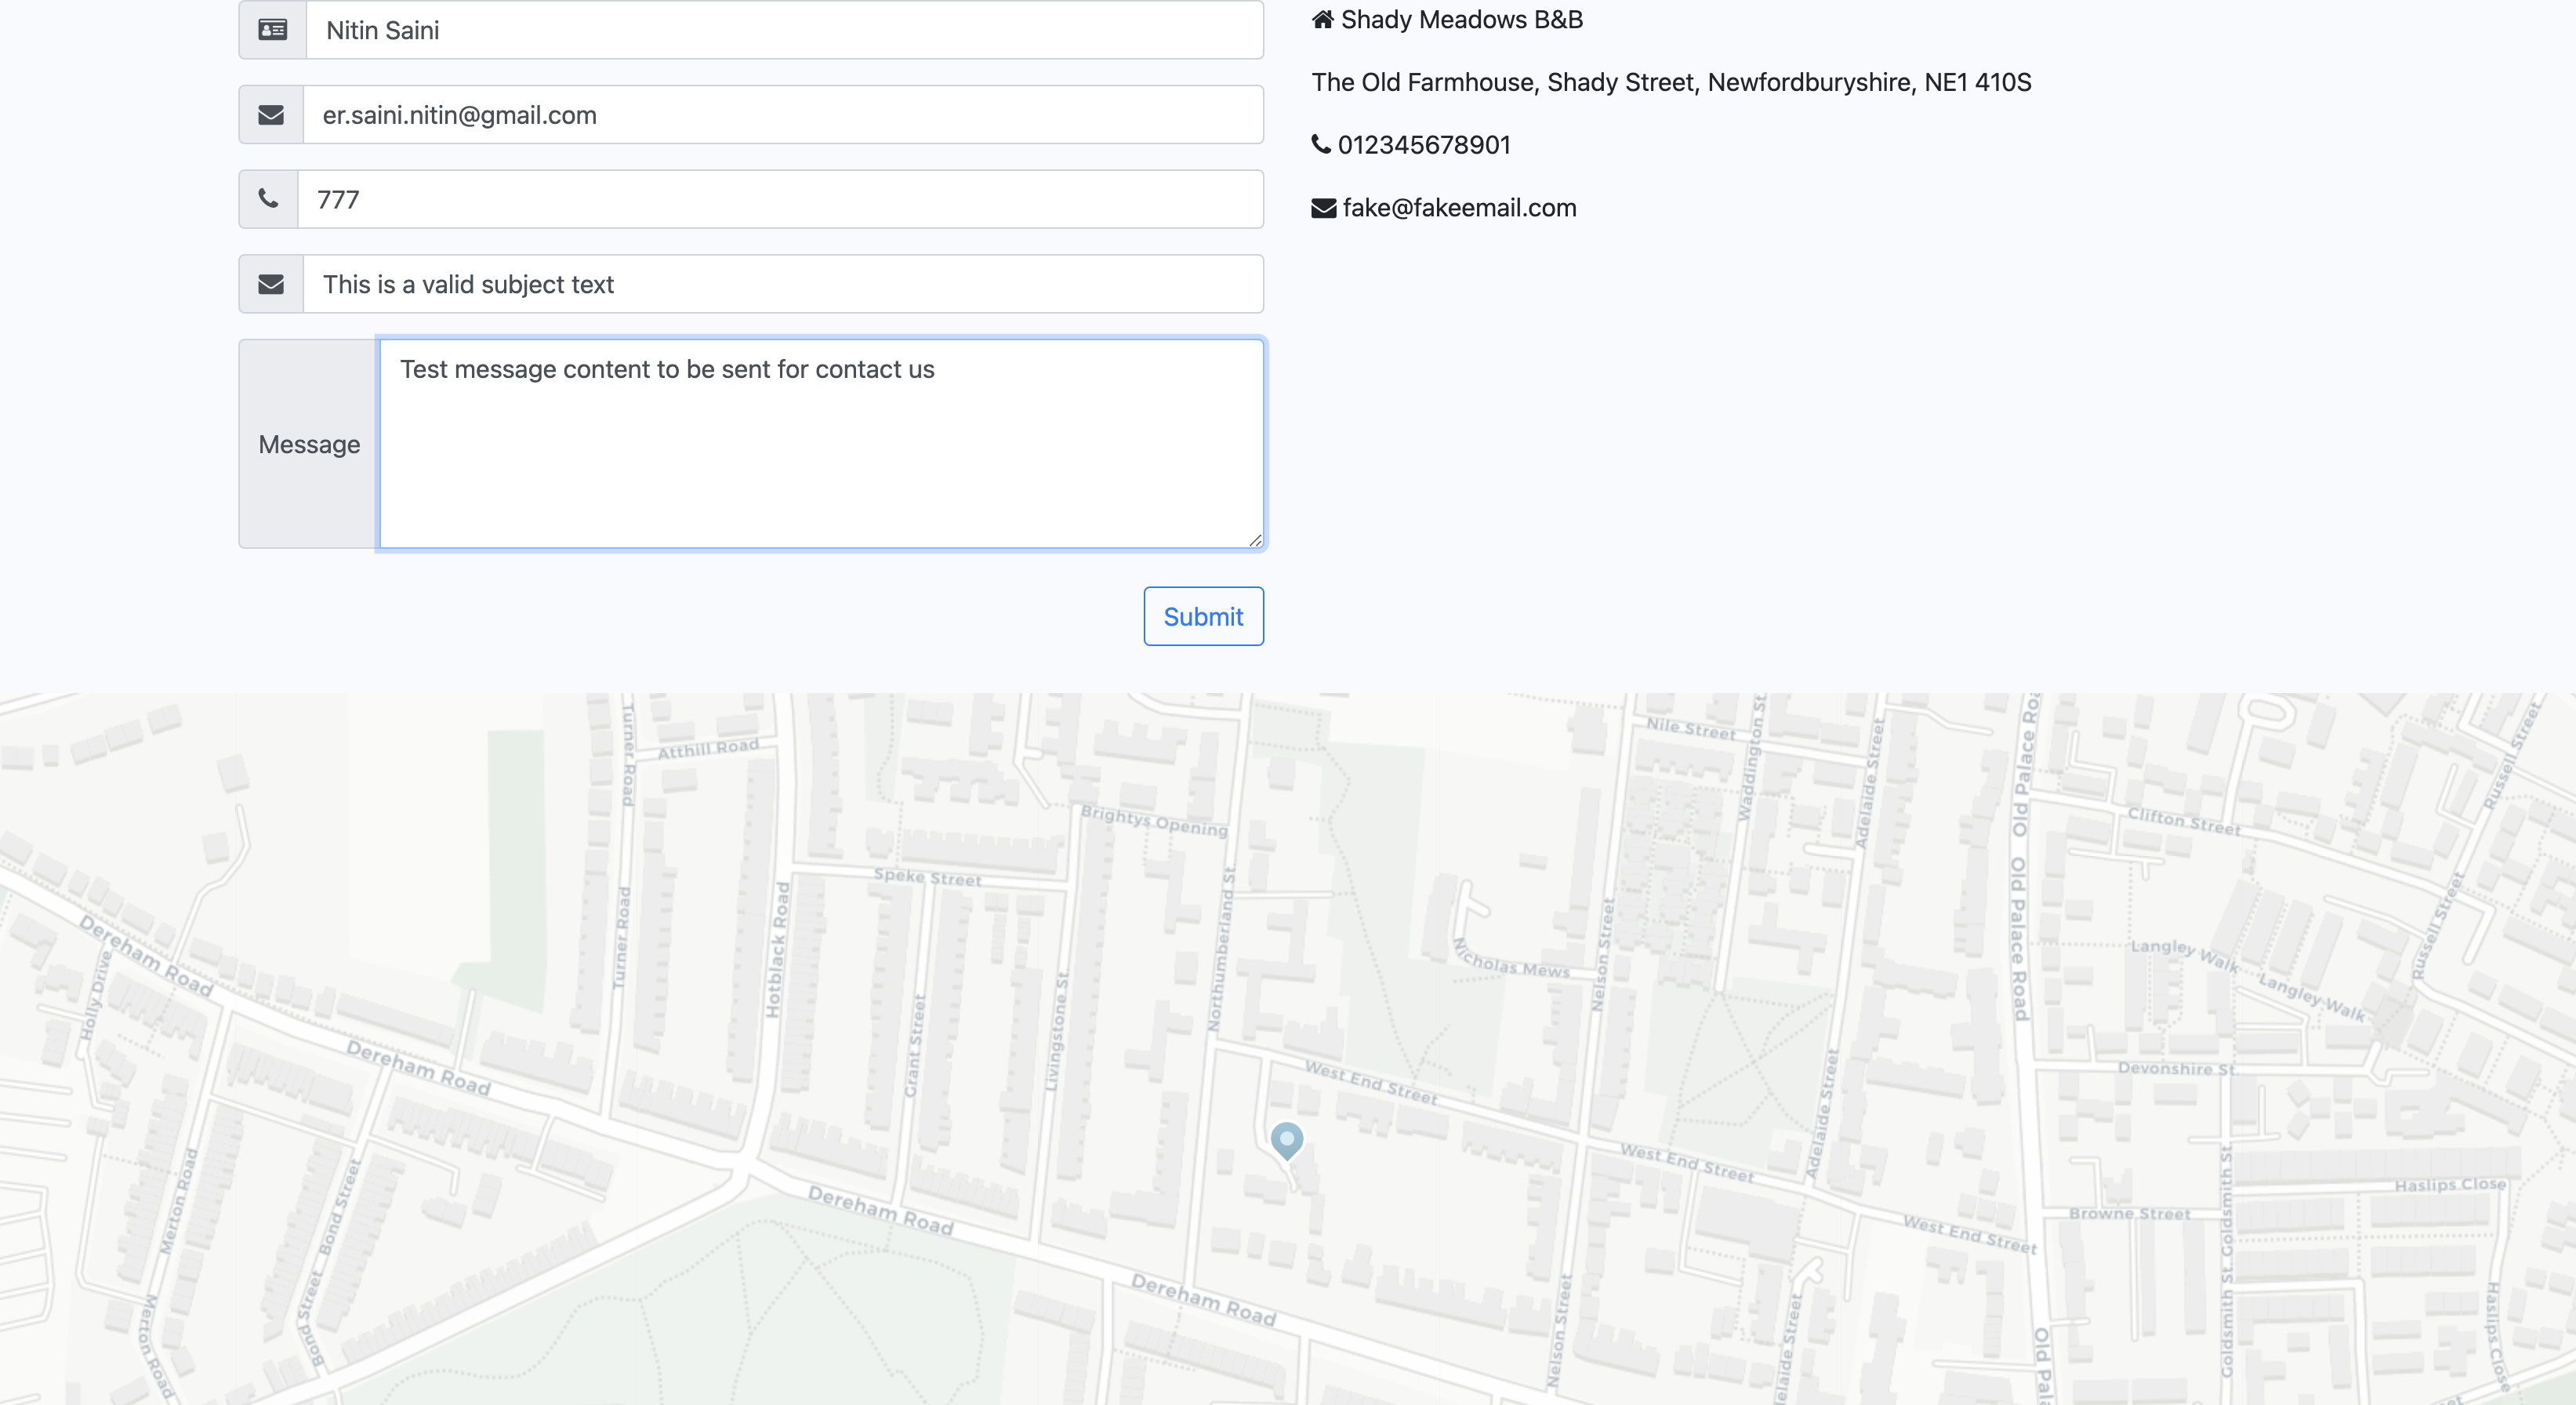 Nitin Saini
er.saini.nitin@gmail.com
777
This is a valid subject text
Message
Test message content to be sent for contact us
Submit
Shady Meadows B&B
The Old Farmhouse, Shady Street, Newfordburyshire, NE1 410S
012345678901
fake@fakeemail.com
Turner Road
Atthill Road
Brightys Opening
Nile Street
Waddington St.
Adelaide Street
Old Palace Roa
Clifton Street
Russell Street
Speke Street
Hotblack Road
Turner Road
Northumberland St.
Nicholas Mews
Nelson Street
Old Palace Road
Langley Walk
Langley Walk
Russell Street
Dereham Road
Holly Drive
Dereham Road
Grant Street
Livingstone St.
West End Street
Adelaide Street
Devonshire St.
West End Street
Merton Road
Bond Street
Dereham Road
West End Street
Browne Street
Haslips Close
Goldsmith St.
Goldsmith St.
Haslips Close
Merton Road
Bond Street
Dereham Road
Nelson Street
elaide Street
Old Pala